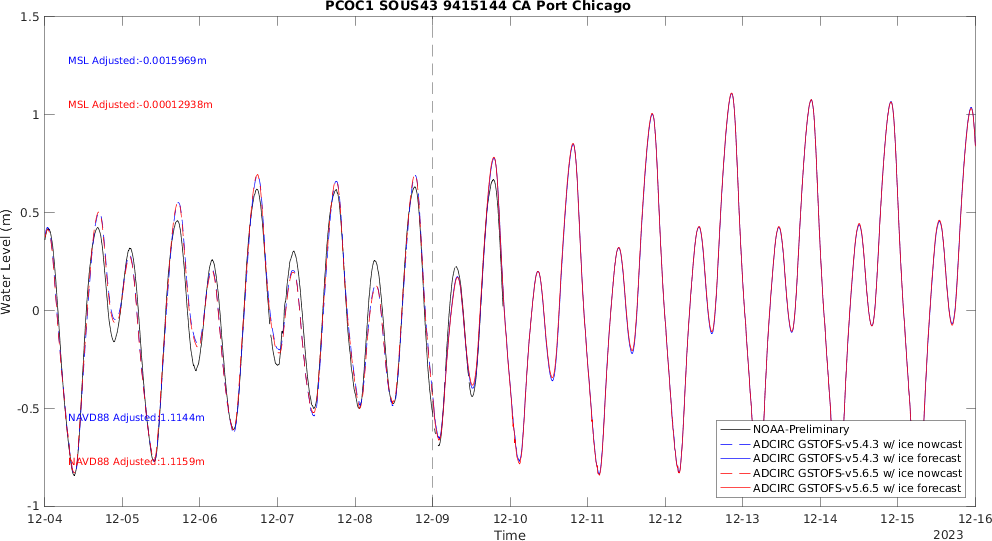 PCOC1 SOUS43 9415144 CA Port Chicago
1.5
1
0.5
0
-0.5
-1
Water Level (m)
MSL Adjusted:-0.0015969m
MSL Adjusted:-0.00012938m
NAVD88 Adjusted:1.1144m
NAVD88 Adjusted:1.1159m
NOAA-Preliminary
ADCIRC GSTOFS-v5.4.3 w/ ice nowcast
ADCIRC GSTOFS-v5.4.3 w/ ice forecast
ADCIRC GSTOFS-v5.6.5 w/ ice nowcast
ADCIRC GSTOFS-v5.6.5 w/ ice forecast
12-04 12-05 12-06 12-07 12-08 12-09 12-10 12-11 12-12 12-13 12-14 12-15 12-16
Time
2023